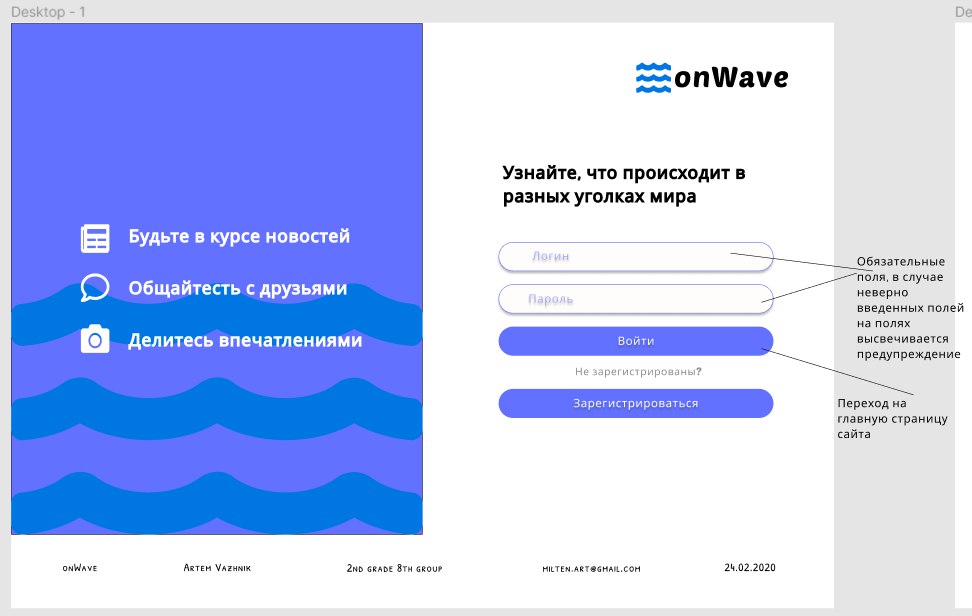 Desktop - 1
De
onWave
Узнайте, что происходит в
разных уголках мира
Будьте в курсе новостей
Общайтесть с друзьями
Делитесь впечатлениями
Логин
Пароль
Войти
Не зарегистрированы?
Зарегистрироваться
Обязательные
поля, в случае
неверно
введенных полей
на полях
высвечивается
предупреждение
Переход на
главную страницу
сайта
onWave
Artem Vazhnik
2nd grade 8th group
milten.art@gmail.com
24.02.2020